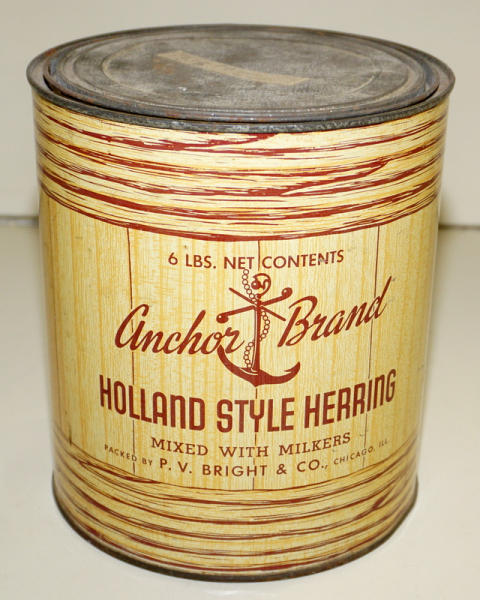 6 LBS. NET CONTENTS
Anchor Brand
HOLLAND STYLE HERRING
MIXED WITH MILKERS
PACKED BY P. V. BRIGHT & CO., CHICAGO, ILL.